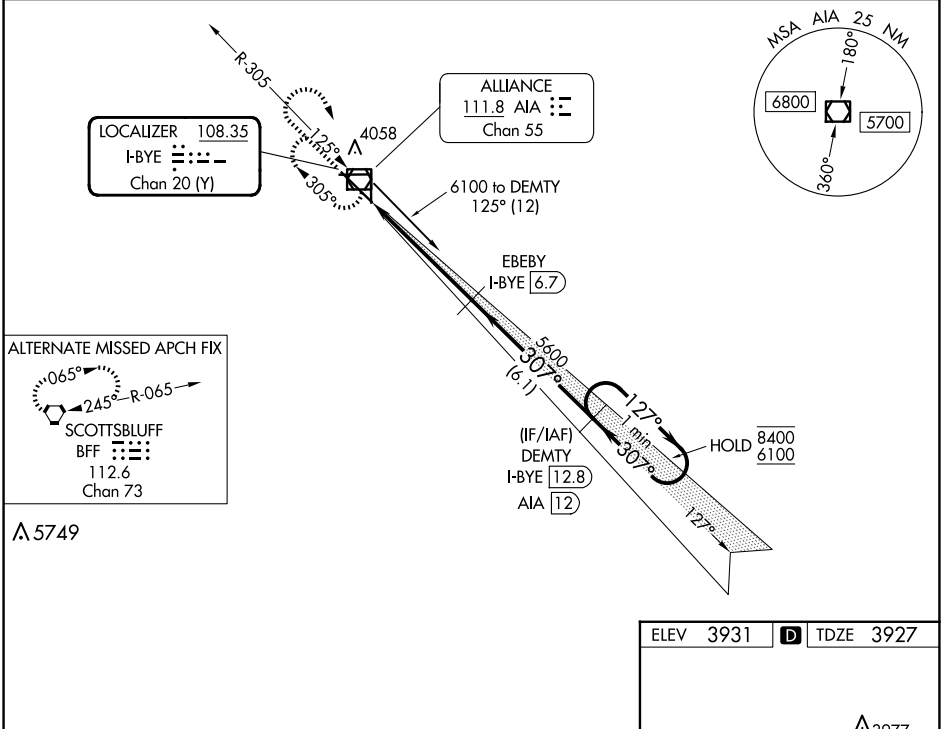 MSA AIA 25 NM
180°
360°
6800
5700
R-305
125°
305°
4058
LOCALIZER 108.35
I-BYE
Chan 20 (Y)
ALLIANCE
111.8 AIA
Chan 55
6100 to DEMTY
125° (12)
EBEBY
I-BYE 6.7
5600
307°
(6.1)
127°
1 min
307°
HOLD 8400
6100
(IF/IAF)
DEMTY
I-BYE 12.8
AIA 12
127°
ALTERNATE MISSED APCH FIX
065°
245° R-065
SCOTTSBLUFF
BFF
112.6
Chan 73
5749
ELEV 3931 D TDZE 3927